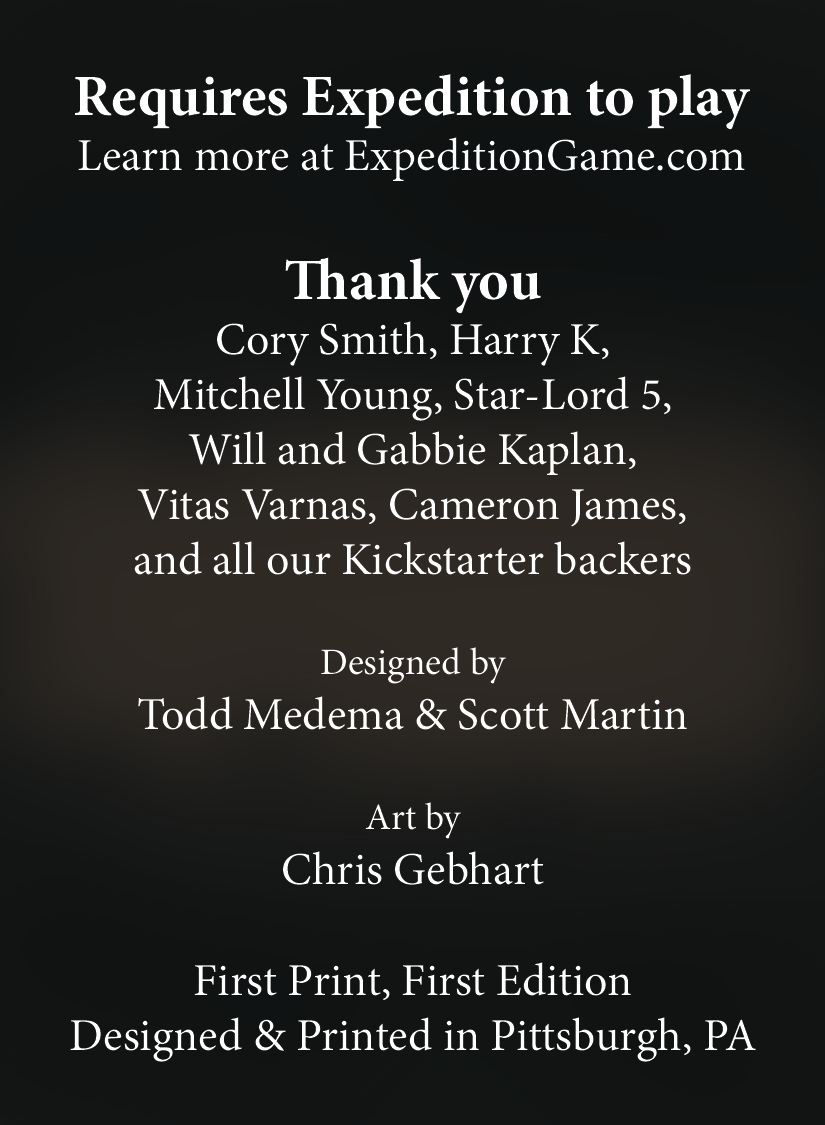 Requires Expedition to play
Learn more at ExpeditionGame.com
Thank you
Cory Smith, Harry K,
Mitchell Young, Star-Lord 5,
Will and Gabbie Kaplan,
Vitas Varnas, Cameron James,
and all our Kickstarter backers
Designed by
Todd Medema & Scott Martin
Art by
Chris Gebhart
First Print, First Edition
Designed & Printed in Pittsburgh, PA